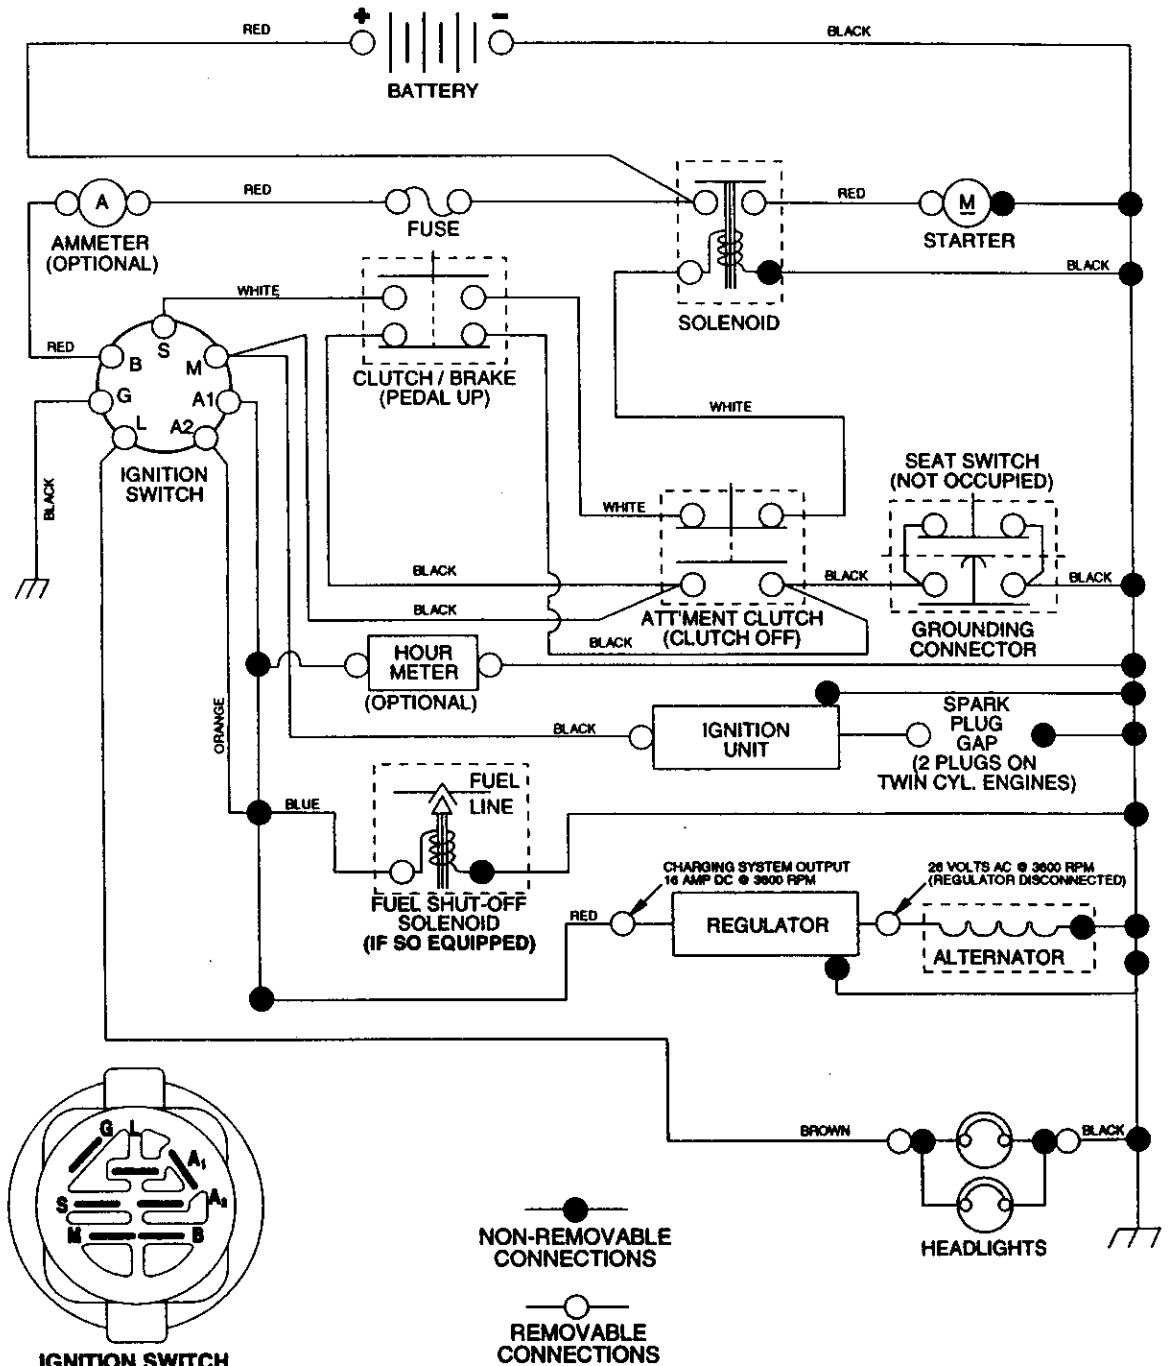 + -
RED
BLACK
BATTERY
RED
RED
A
M
FUSE
AMMETER
(OPTIONAL)
STARTER
BLACK
WHITE
SOLENOID
S
RED
B
M
CLUTCH / BRAKE
(PEDAL UP)
G
A1
WHITE
L
A2
IGNITION
SWITCH
SEAT SWITCH
(NOT OCCUPIED)
BLACK
WHITE
BLACK
BLACK
BLACK
BLACK
ATT'MENT CLUTCH
(CLUTCH OFF)
GROUNDING
CONNECTOR
BLACK
HOUR
METER
(OPTIONAL)
ORANGE
BLACK
IGNITION
UNIT
SPARK
PLUG
GAP
(2 PLUGS ON
TWIN CYL. ENGINES)
FUEL
LINE
BLUE
CHARGING SYSTEM OUTPUT
16 AMP DC @ 3600 RPM
28 VOLTS AC @ 3600 RPM
(REGULATOR DISCONNECTED)
FUEL SHUT-OFF
SOLENOID
(IF SO EQUIPPED)
RED
REGULATOR
ALTERNATOR
BROWN
BLACK
G L
A1
S
A2
M
B
NON-REMOVABLE
CONNECTIONS
HEADLIGHTS
REMOVABLE
CONNECTIONS
IGNITION SWITCH